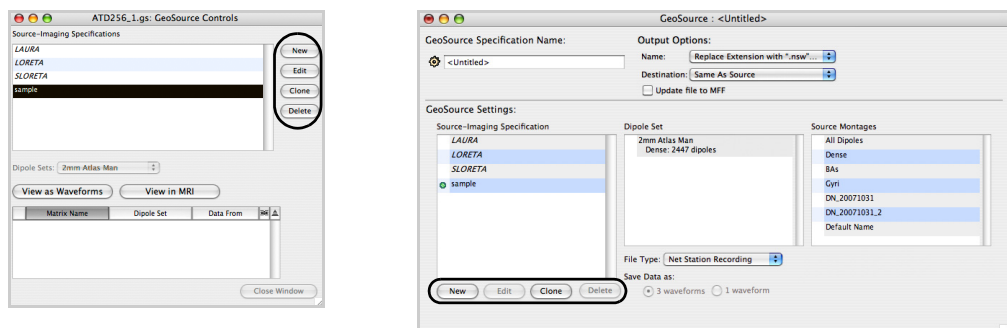 ATD256_1.gs: GeoSource Controls
Source-Imaging Specifications
LAURA
LORETA
SLORETA
sample
New
Edit
Clone
Delete
Dipole Sets: 2mm Atlas Man
View as Waveforms View in MRI
Matrix Name Dipole Set Data From
Close Window
GeoSource : <Untitled>
GeoSource Specification Name:
<Untitled>
Output Options:
Name: Replace Extension with ".nsw"...
Destination: Same As Source
Update file to MFF
GeoSource Settings:
Source-Imaging Specification
LAURA
LORETA
SLORETA
sample
New Edit Clone Delete
Dipole Set
2mm Atlas Man
Dense: 2447 dipoles
File Type: Net Station Recording
Save Data as:
3 waveforms 1 waveform
Source Montages
All Dipoles
Dense
BAs
Gyri
DN_20071031
DN_20071031_2
Default Name